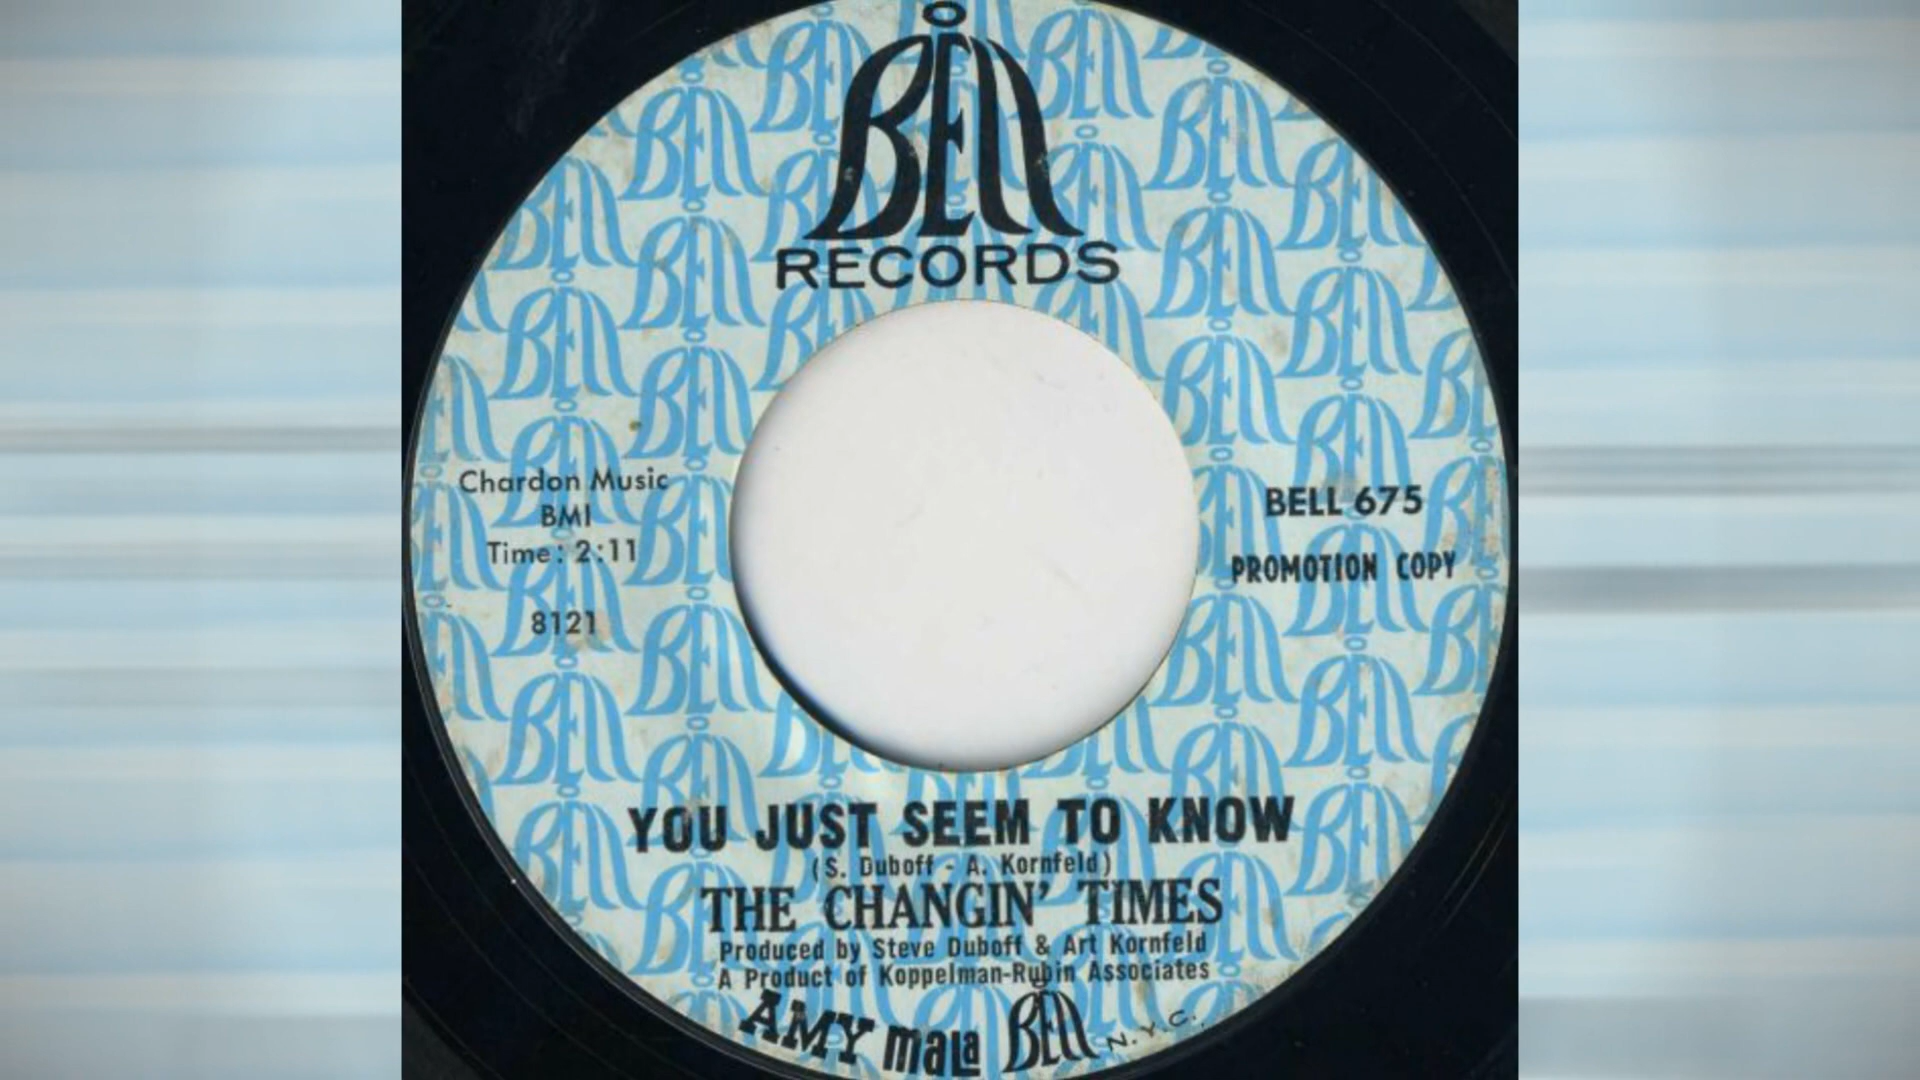 BELL
RECORDS
Chardon Music
BMI
Time: 2:11
8121
BELL 675
PROMOTION COPY
YOU JUST SEEM TO KNOW
(S. Duboff - A. Kornfeld)
THE CHANGIN' TIMES
Produced by Steve Duboff & Art Kornfeld
A Product of Koppelman-Rubin Associates
AMY mala BELL N.Y.C.